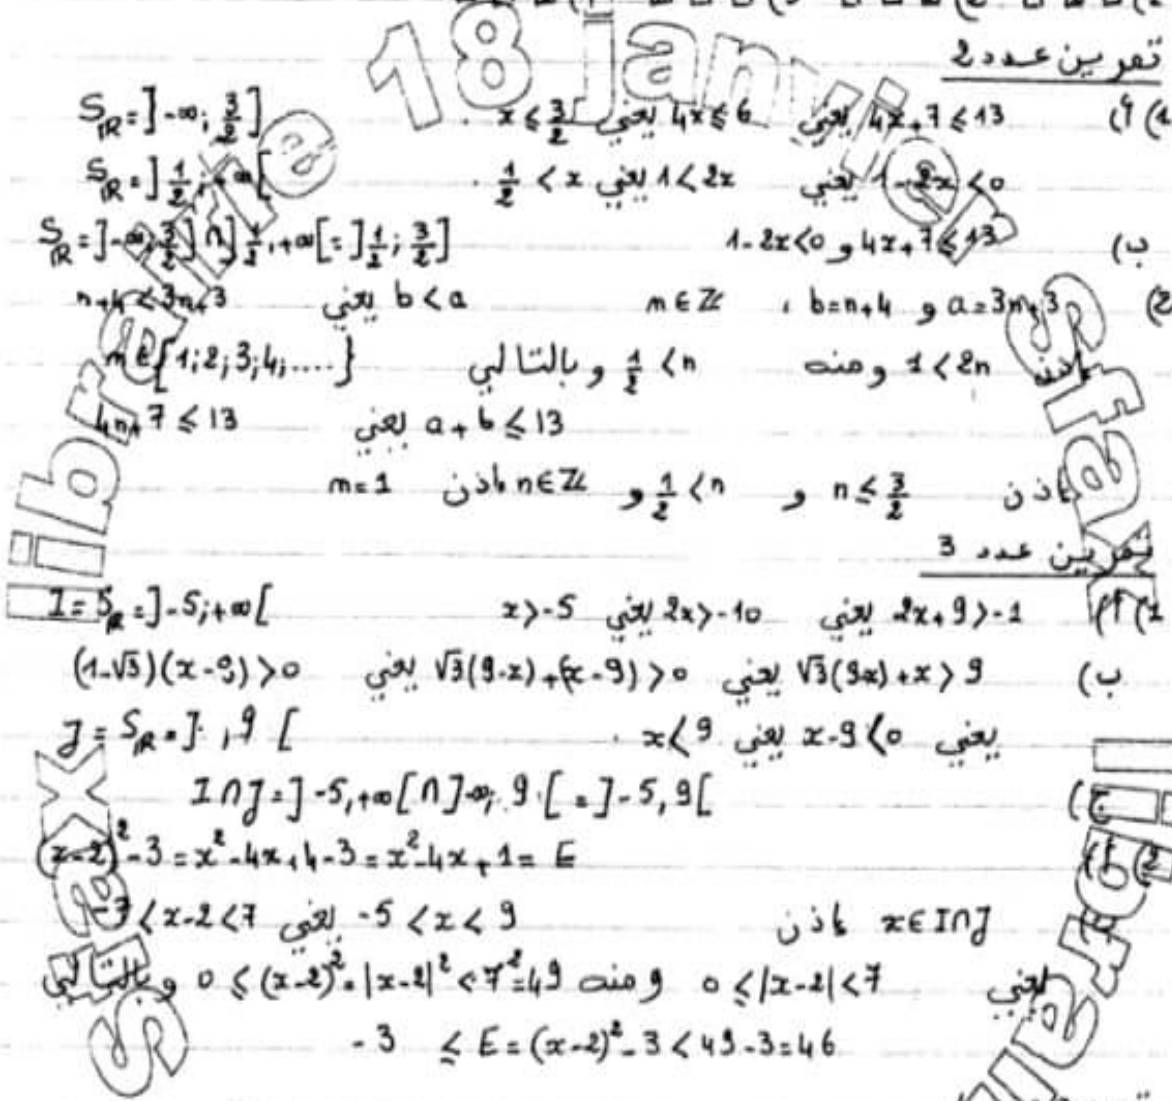 تمرين عدد 2
1) أ) 4x+7 ≤ 13 يعني 4x ≤ 6 يعني x ≤ 3/2 . S_IR = ]-∞; 3/2]
1-2x < 0 يعني 1 < 2x يعني 1/2 < x . S_IR = ]1/2; +∞[
ب) 4x+7 ≤ 13 و 1-2x<0 S_IR = ]-∞; 3/2] ∩ ]1/2, +∞[ = ]1/2; 3/2]
2) a=3n+3 و b=n+4 ، n∈ℤ b<a يعني n+4 < 3n+3
إذن 1<2n ومنه 1/2 < n وبالتالي n∈{1;2;3;4;....}
a+b ≤ 13 يعني 4n+7 ≤ 13
إذن n ≤ 3/2 و 1/2 < n و n∈ℤ إذن n=1
تمرين عدد 3
1) أ) 2x+9 > -1 يعني 2x > -10 يعني x > -5 I = S_IR = ]-5;+∞[
ب) √3(9-x)+x > 9 يعني √3(9-x)+(x-9) > 0 يعني (1-√3)(x-9) > 0
يعني x-9 < 0 يعني x < 9 . J = S_IR = ] , 9 [
ج) I∩J = ]-5,+∞[ ∩ ]-∞; 9[ = ]-5, 9[
2) أ) (x-2)²-3 = x²-4x+4-3 = x²-4x+1 = E
x∈I∩J إذن -5 < x < 9 يعني -7 < x-2 < 7
يعني 0 ≤ |x-2| < 7 ومنه 0 ≤ (x-2)² = |x-2|² < 7² = 49 وبالتالي
-3 ≤ E = (x-2)²-3 < 49-3 = 46
18 janvier
librairie
Sfax
Sfax